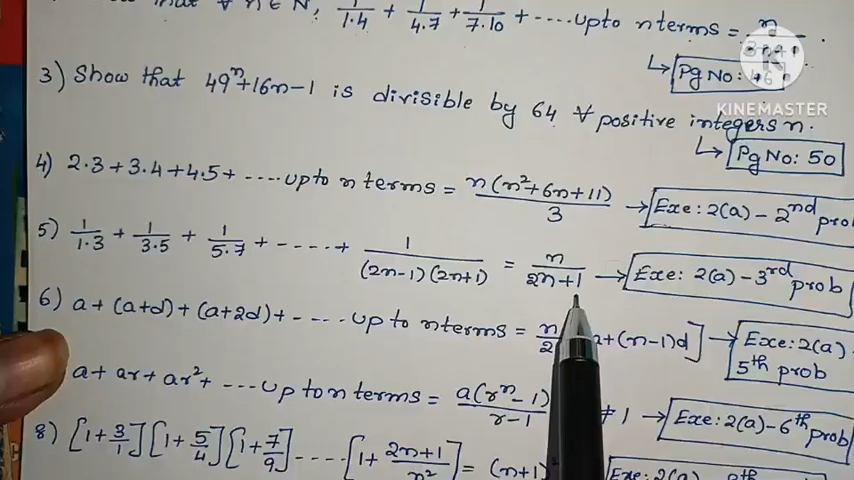 that ∀ n ∈ N, 1/1·4 + 1/4·7 + 1/7·10 + ····upto n terms = n/3n+1.
Pg No: 46
KINEMASTER
3) Show that 49^n+16n-1 is divisible by 64 ∀ positive integers n.
Pg No: 50
4) 2·3+3·4+4·5+ ····upto n terms = n(n²+6n+11)/3 → Exe: 2(a) - 2nd prob
5) 1/1·3 + 1/3·5 + 1/5·7 + -----+ 1/(2n-1)(2n+1) = n/2n+1 → Exe: 2(a) - 3rd prob
6) a+(a+d)+(a+2d)+-----up to n terms = n/2 a+(n-1)d] → Exe: 2(a)- 5th prob
a+ar+ar²+ ----up to n terms = a(r^n-1)/r-1 ≠ 1 → Exe: 2(a)-6th prob
8) [1+3/1][1+5/4][1+7/9]-----[1+ 2n+1/n²] = (n+1)² Exe: 2(a)